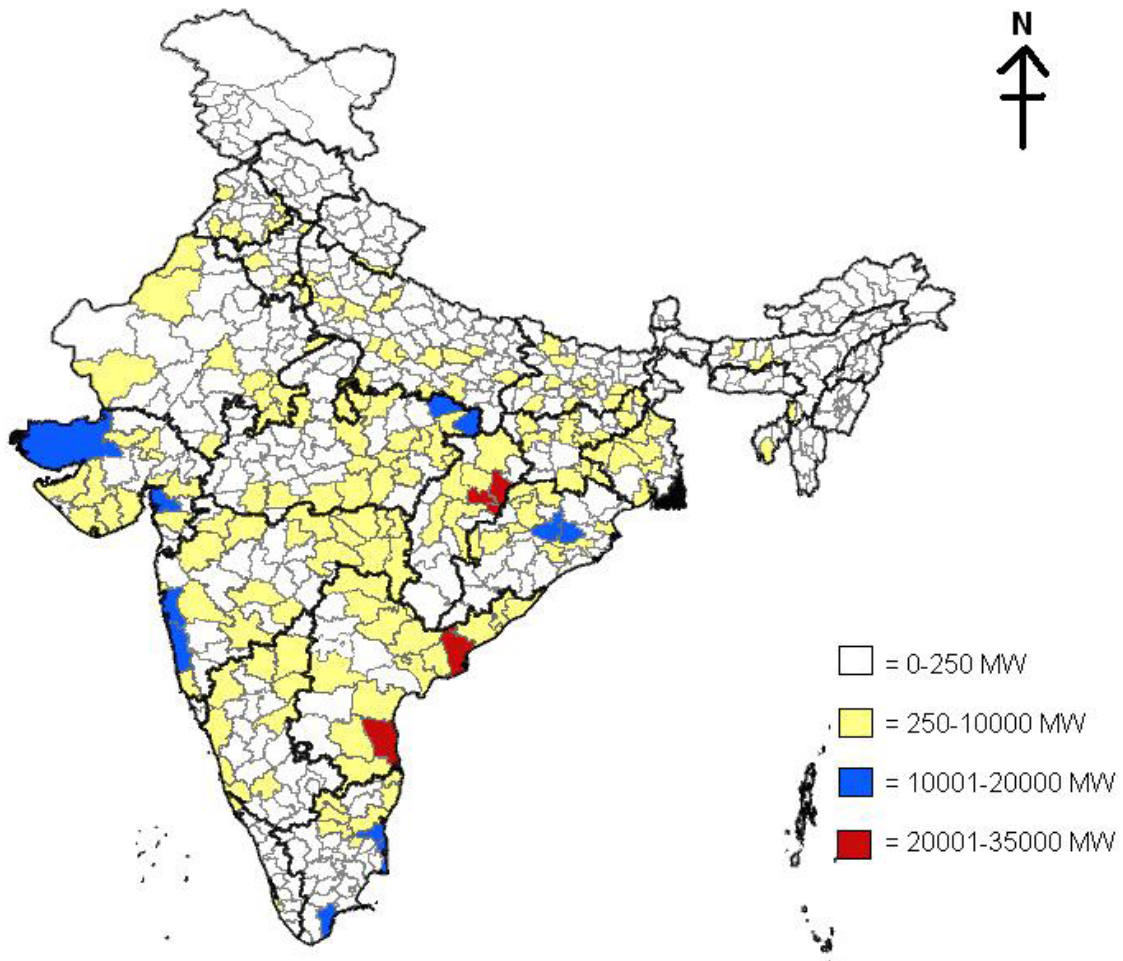 N
= 0-250 MW
= 250-10000 MW
= 10001-20000 MW
= 20001-35000 MW